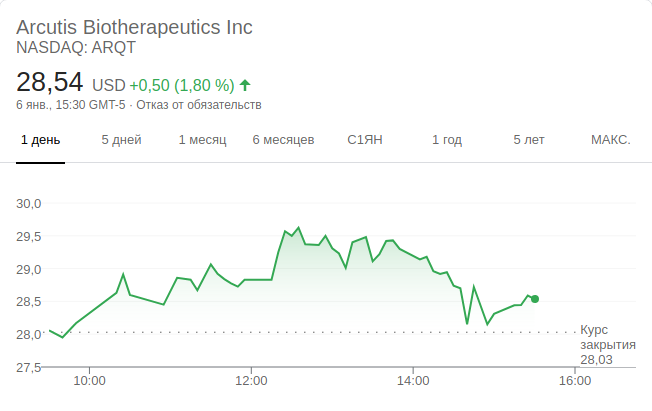 Arcutis Biotherapeutics Inc
NASDAQ: ARQT
28,54 USD +0,50 (1,80 %)
6 янв., 15:30 GMT-5 · Отказ от обязательств
1 день 5 дней 1 месяц 6 месяцев С1ЯН 1 год 5 лет МАКС.
30,0
29,5
29,0
28,5
28,0
27,5
Курс
закрытия
28,03
10:00 12:00 14:00 16:00